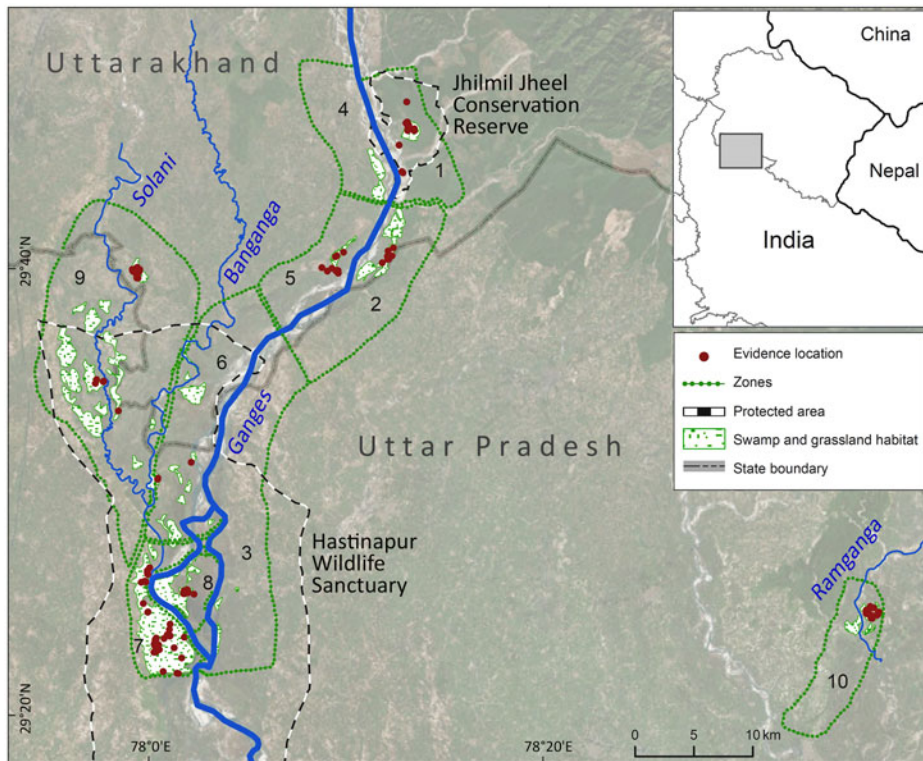 Uttarakhand
Jhilmil Jheel
Conservation
Reserve
4
1
Solani
Banganga
5
2
9
6
Ganges
Uttar Pradesh
Hastinapur
Wildlife
Sanctuary
3
8
7
Ramganga
10
29°40'N
29°20'N
78°0'E
78°20'E
0 5 10 km
China
Nepal
India
Evidence location
Zones
Protected area
Swamp and grassland habitat
State boundary